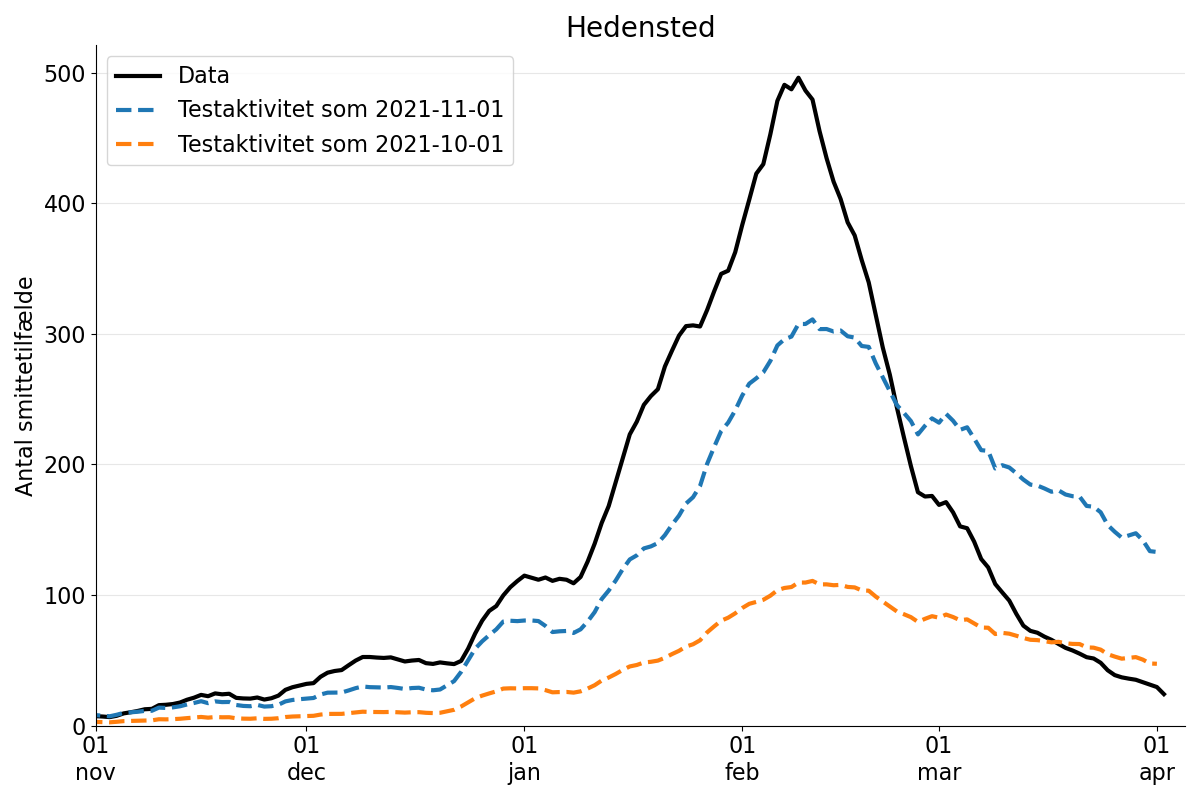 Hedensted
Data
Testaktivitet som 2021-11-01
Testaktivitet som 2021-10-01
Antal smittetilfælde
500
400
300
200
100
0
01 01 01 01 01 01
nov dec jan feb mar apr